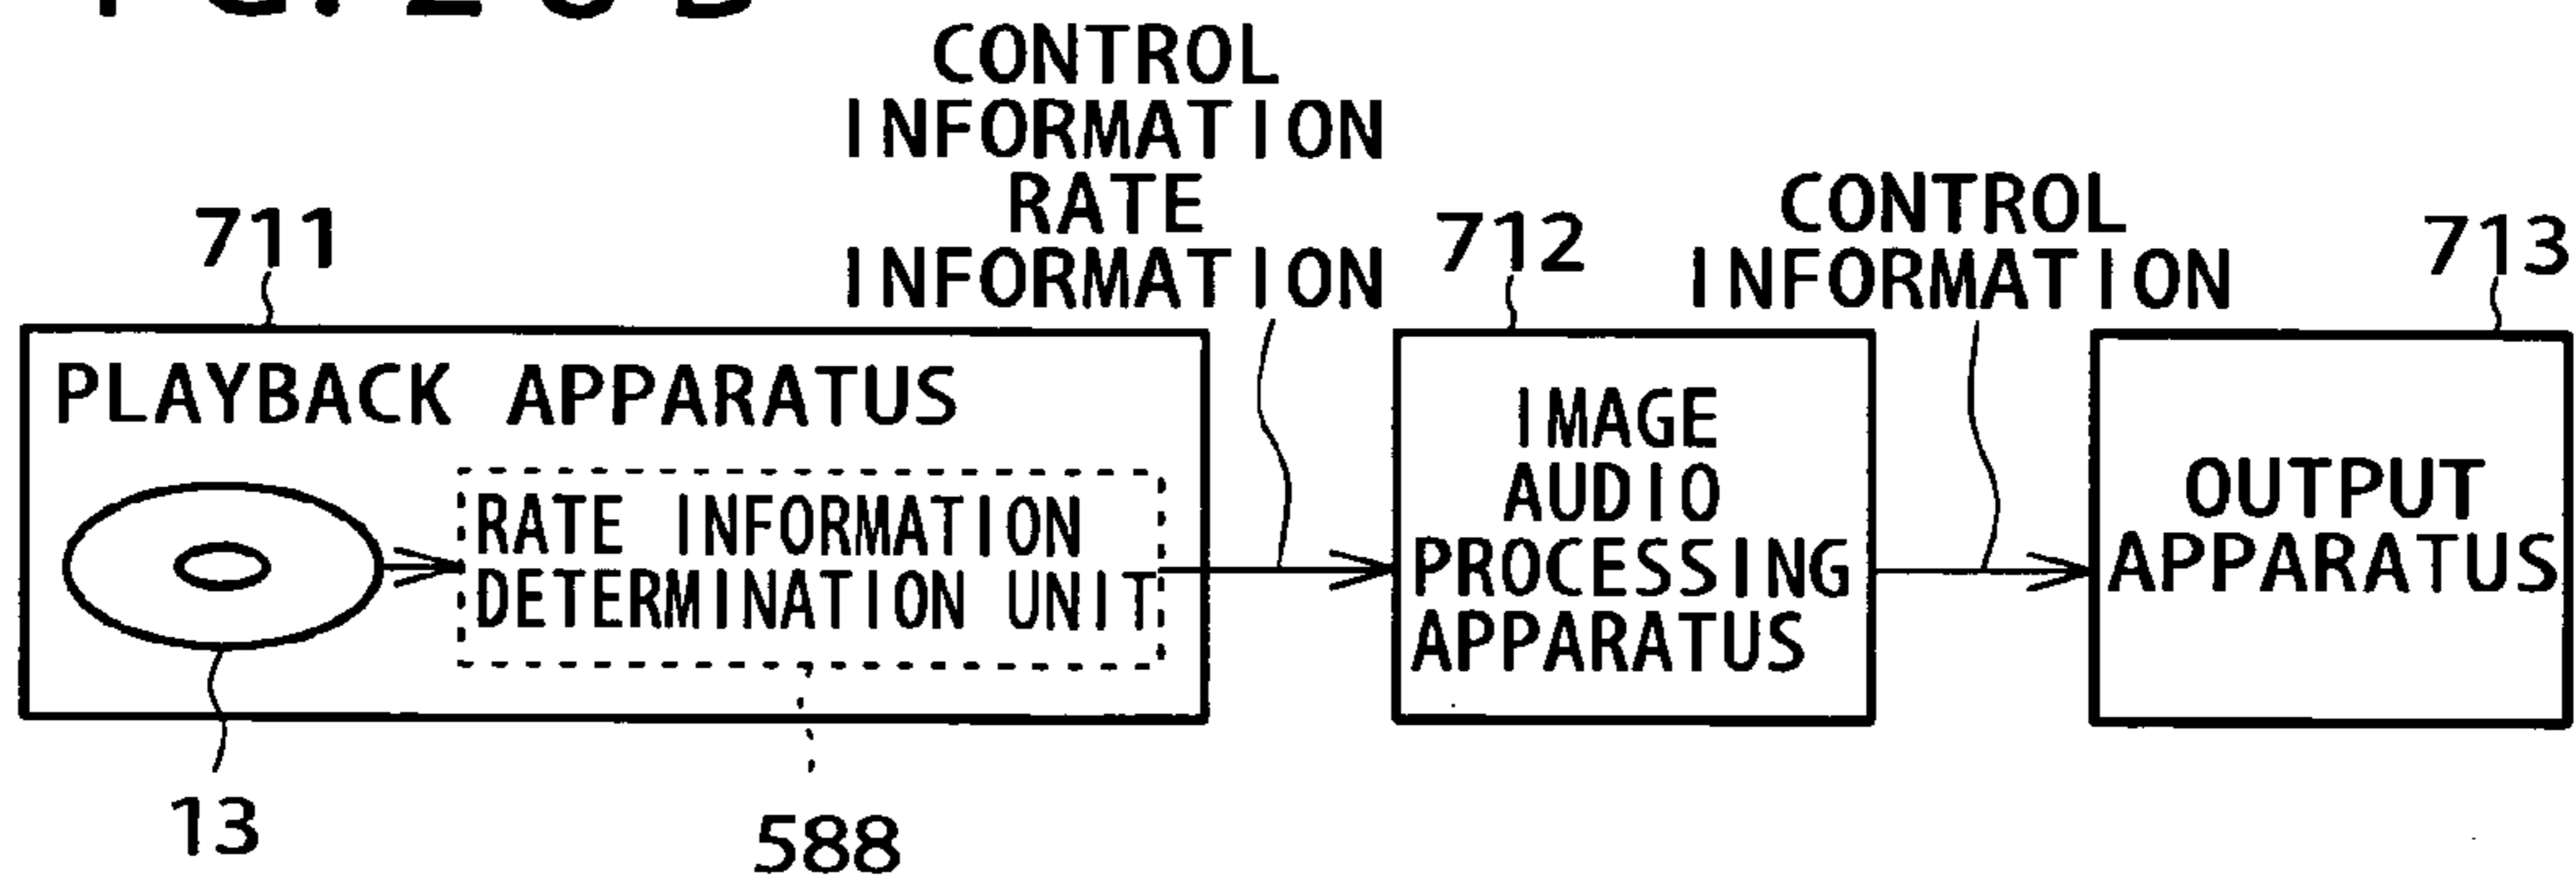 CONTROL
INFORMATION
RATE
INFORMATION
CONTROL
INFORMATION
711
712
713
PLAYBACK APPARATUS
RATE INFORMATION
DETERMINATION UNIT
IMAGE
AUDIO
PROCESSING
APPARATUS
OUTPUT
APPARATUS
13
588